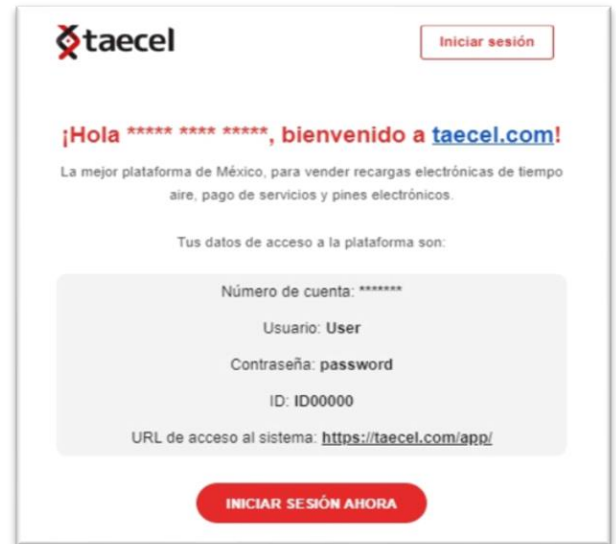 taecel
Iniciar sesión
¡Hola ***** **** *****, bienvenido a taecel.com!
La mejor plataforma de México, para vender recargas electrónicas de tiempo
aire, pago de servicios y pines electrónicos.
Tus datos de acceso a la plataforma son:
Número de cuenta: *******
Usuario: User
Contraseña: password
ID: ID00000
URL de acceso al sistema: https://taecel.com/app/
INICIAR SESIÓN AHORA